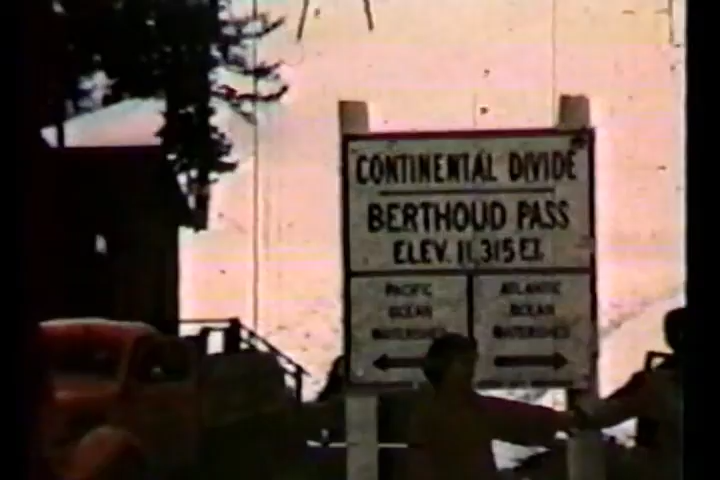 CONTINENTAL DIVIDE
BERTHOUD PASS
ELEV. 11,315 FT.
PACIFIC
OCEAN
WATERSHED
ATLANTIC
OCEAN
WATERSHED